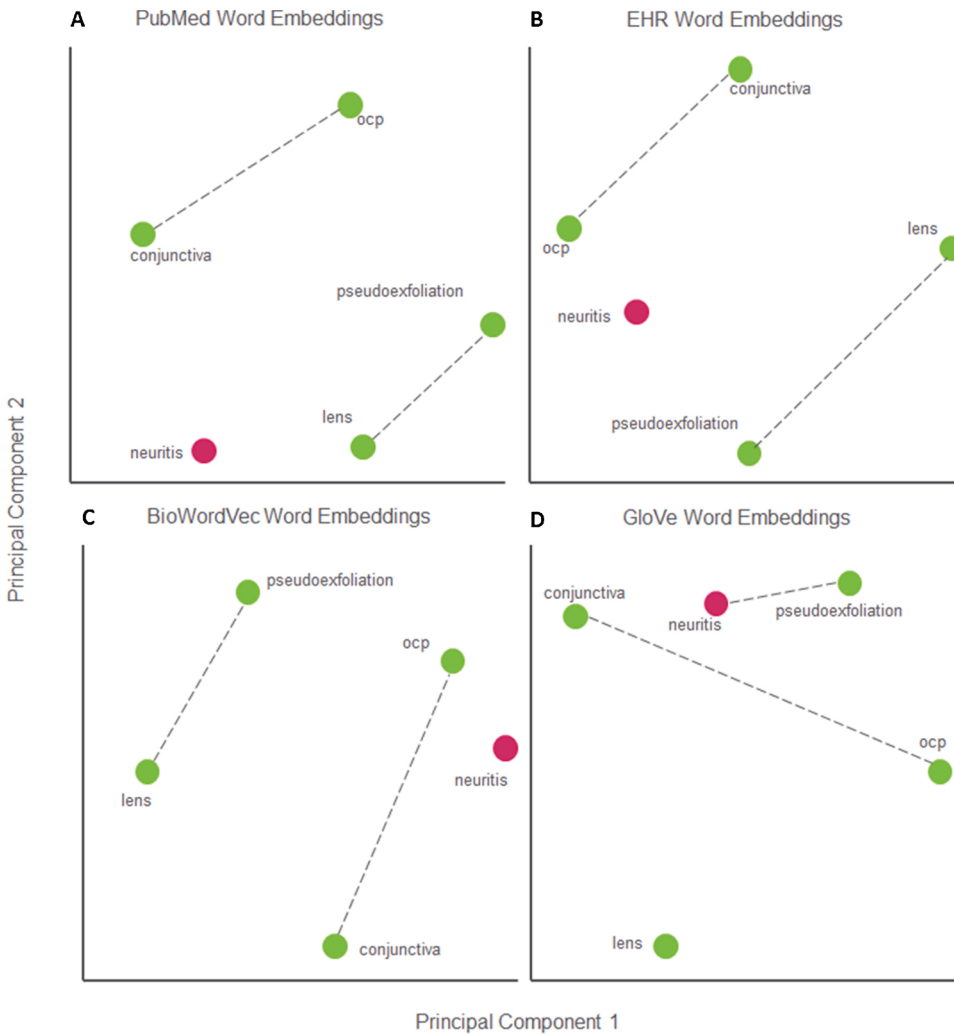 A
PubMed Word Embeddings
ocp
conjunctiva
pseudoexfoliation
lens
neuritis
B
EHR Word Embeddings
conjunctiva
ocp
lens
neuritis
pseudoexfoliation
C
BioWordVec Word Embeddings
pseudoexfoliation
ocp
neuritis
lens
conjunctiva
D
GloVe Word Embeddings
conjunctiva
neuritis
pseudoexfoliation
ocp
lens
Principal Component 2
Principal Component 1